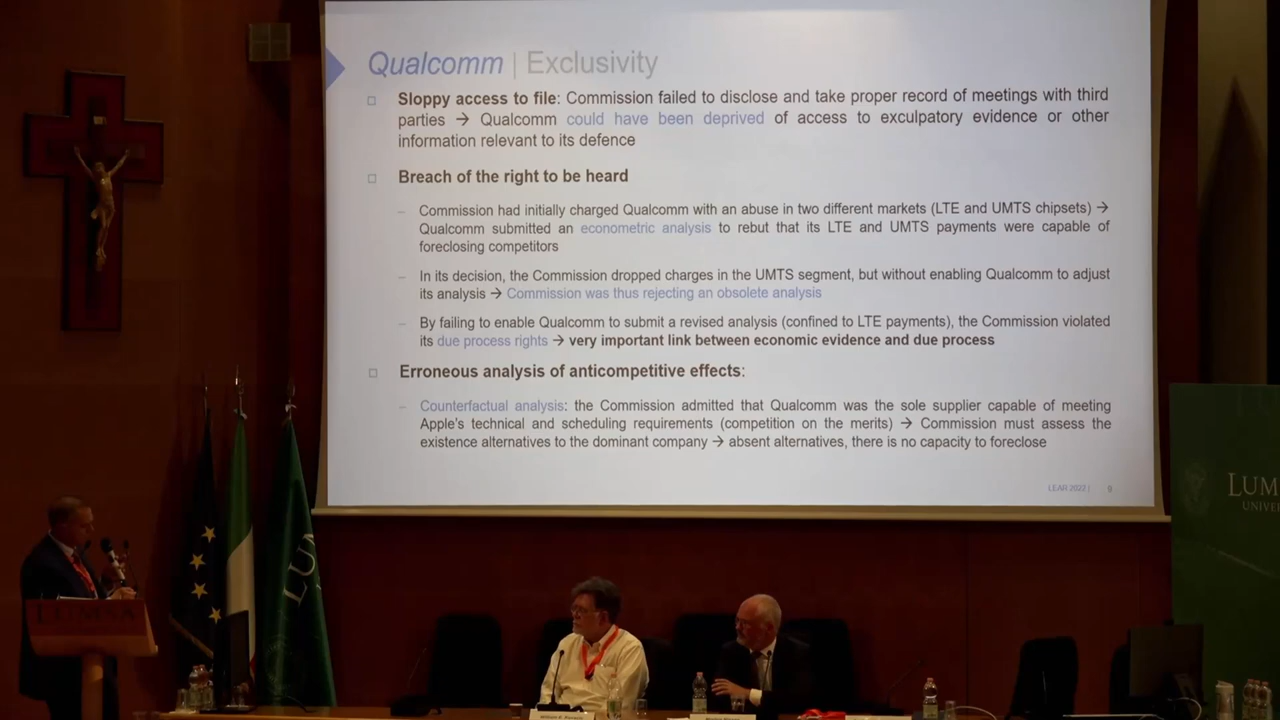 Qualcomm | Exclusivity
Sloppy access to file: Commission failed to disclose and take proper record of meetings with third
parties → Qualcomm could have been deprived of access to exculpatory evidence or other
information relevant to its defence
Breach of the right to be heard
– Commission had initially charged Qualcomm with an abuse in two different markets (LTE and UMTS chipsets) →
Qualcomm submitted an econometric analysis to rebut that its LTE and UMTS payments were capable of
foreclosing competitors
– In its decision, the Commission dropped charges in the UMTS segment, but without enabling Qualcomm to adjust
its analysis → Commission was thus rejecting an obsolete analysis
– By failing to enable Qualcomm to submit a revised analysis (confined to LTE payments), the Commission violated
its due process rights → very important link between economic evidence and due process
Erroneous analysis of anticompetitive effects:
– Counterfactual analysis: the Commission admitted that Qualcomm was the sole supplier capable of meeting
Apple's technical and scheduling requirements (competition on the merits) → Commission must assess the
existence alternatives to the dominant company → absent alternatives, there is no capacity to foreclose
LEAR 2022 | 9
LUM
UNIVE
LU